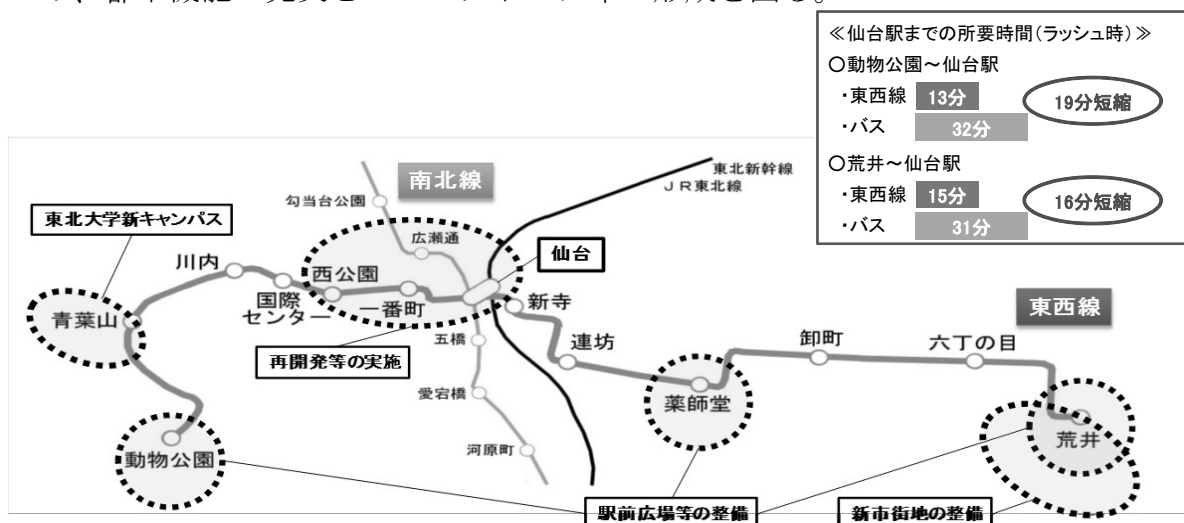 ≪仙台駅までの所要時間(ラッシュ時)≫
○動物公園～仙台駅
・東西線 13分
19分短縮
・バス 32分
○荒井～仙台駅
・東西線 15分
16分短縮
・バス 31分
南北線
東北新幹線
JR東北線
勾当台公園
東北大学新キャンパス
広瀬通
仙台
川内
西公園
国際
センター
一番町
新寺
東西線
青葉山
再開発等の実施
五橋
連坊
卸町
六丁の目
愛宕橋
薬師堂
荒井
河原町
動物公園
駅前広場等の整備
新市街地の整備